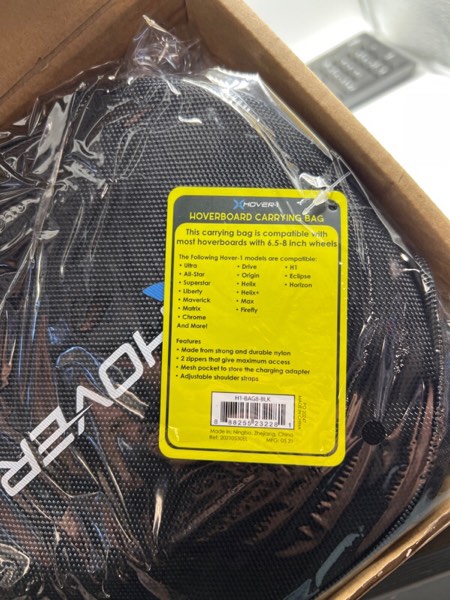 HOVER-1
HOVERBOARD CARRYING BAG
This carrying bag is compatible with
most hoverboards with 6.5-8 inch wheels
The Following Hover-1 models are compatible:
• Ultra • Drive • H1
• All-Star • Origin • Eclipse
• Superstar • Helix • Horizon
• Liberty • Helix+
• Maverick • Max
• Matrix • Firefly
• Chrome
And More!
Features
• Made from strong and durable nylon
• 2 zippers that give maximum access
• Mesh pocket to store the charging adapter
• Adjustable shoulder straps
H1-BAG8-BLK
Made in Ningbo, Zhejiang, China
HOVER